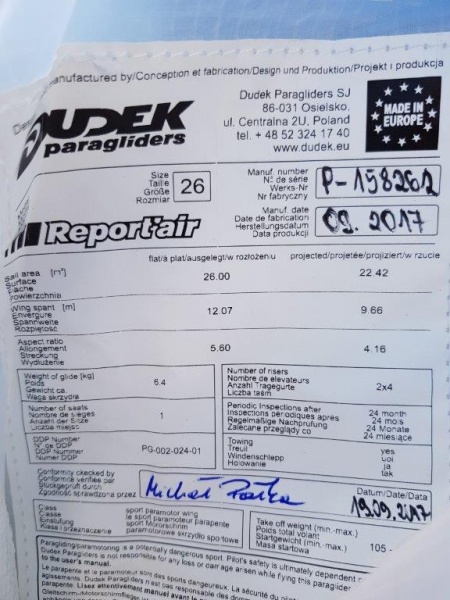 manufactured by/Conception et fabrication/Design und Produktion/Projekt i produkcja
DUDEK
paragliders
Dudek Paragliders SJ
86-031 Osielsko,
ul. Centralna 2U, Poland
tel. + 48 52 324 17 40
www.dudek.eu
MADE IN
EUROPE
Size
Taille
Größe
Rozmiar
26
Manuf. number
N° de série
Werks-Nr
Nr fabryczny
P-158262
Report'air
Manuf. date
Date de fabrication
Herstellungsdatum
Data produkcji
09. 2017
flat/a plat/ausgelegt/w rozłożeniu
projected/projetée/projiziert/w rzucie
Sail area [m²]
Surface
Fläche
Powierzchnia
26.00
22.42
Wing span [m]
Envergure
Spannweite
Rozpiętość
12.07
9.66
Aspect ratio
Allongement
Streckung
Wydłużenie
5.60
4.16
Weight of glide [kg]
Poids
Gewicht ca.
Waga skrzydła
6.4
Number of risers
Nombre de elevateurs
Anzahl Tragegurte
Liczba taśm
2x4
Number of seats
Nombre de sièges
Anzahl der Sitze
Liczba miejsc
1
Periodic Inspections after
Inspections périodiques après
Regelmäßige Nachprüfung
Zalecane przeglądy co
24 month
24 mois
24 Monate
24 miesiące
DDP Number
N° de DDP
DDP Nummer
Numer DDP
PG-002-024-01
Towing
Treuil
Windenschlepp
Holowanie
yes
uoi
ja
tak
Conformity checked by
Conformité vérifiée par
Stückgeprüft durch
Zgodność sprawdzona przez
Michał
Datum/Date/Data
19.09.2017
Class
Classe
Einstufung
Klasa i przeznaczenie
sport paramotor wing
le sport paramoteur parapente
sport Motorschirm
paramotorowe skrzydło sportowe
Take off weight (min.-max.)
Poids total volant
Startgewicht (min.-max.)
Masa startowa
105 -
Paragliding/paramotoring is a potentially dangerous sport. Pilot's safety is ultimately dependent
Dudek Paragliders is not responsible for any loss or damage arisen while flying this paraglider
to the user's manual.
Le parapente et le paramoteur sont des sports dangereux. La sécurité du
agissements. Dudek Paragliders n'est pas responsable des
Lisez attentivement manuel avant le
Gleitschirm-/Motorschirmfliegen